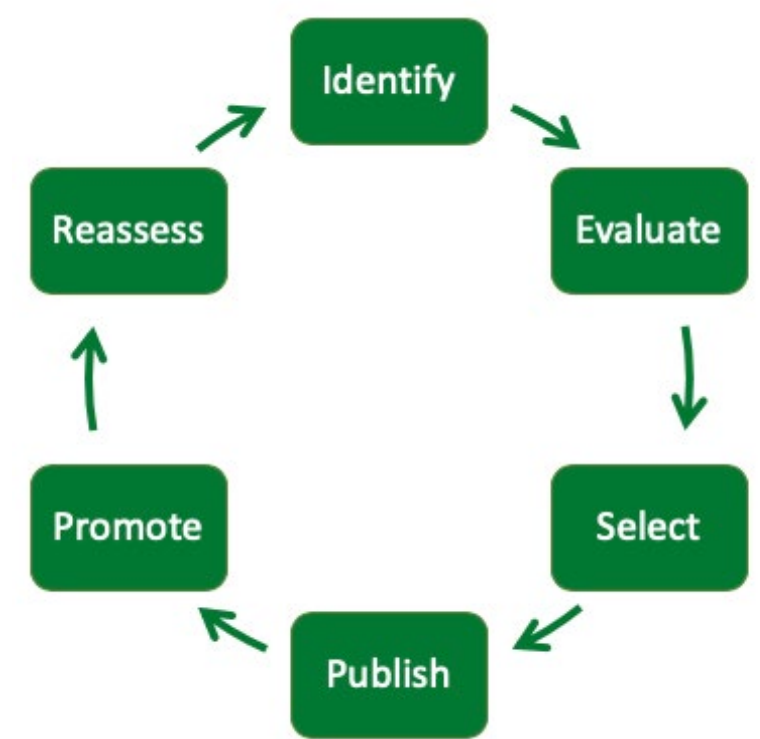 Identify
Evaluate
Select
Publish
Promote
Reassess